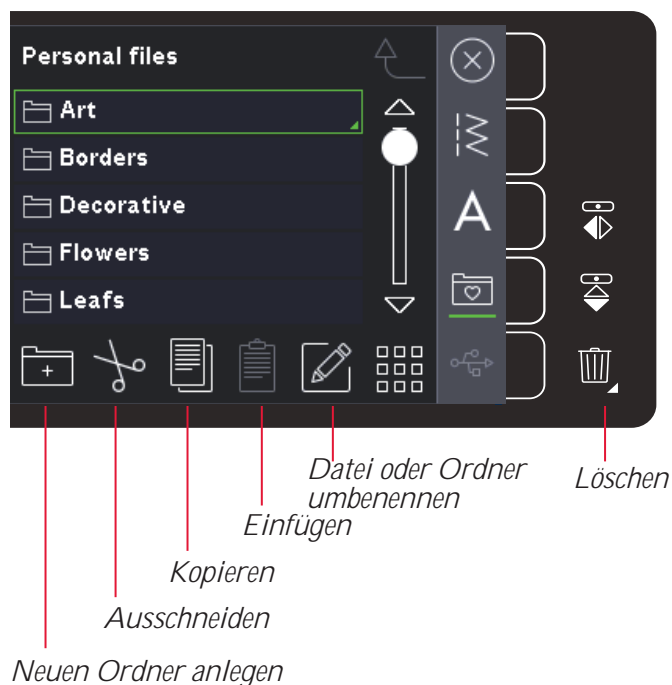 Personal files
Art
Borders
Decorative
Flowers
Leafs
A
Datei oder Ordner
umbenennen
Löschen
Einfügen
Kopieren
Ausschneiden
Neuen Ordner anlegen